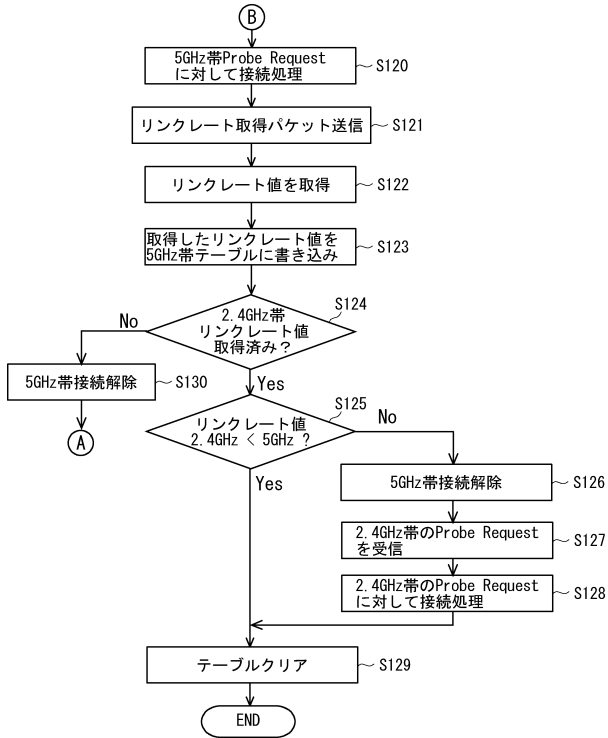 B
5GHz帯Probe Request
に対して接続処理
S120
リンクレート取得パケット送信
S121
リンクレート値を取得
S122
取得したリンクレート値を
5GHz帯テーブルに書き込み
S123
2.4GHz帯
リンクレート値
取得済み？
S124
No
Yes
5GHz帯接続解除
S130
A
リンクレート値
2.4GHz < 5GHz ?
S125
No
Yes
5GHz帯接続解除
S126
2.4GHz帯のProbe Request
を受信
S127
2.4GHz帯のProbe Request
に対して接続処理
S128
テーブルクリア
S129
END